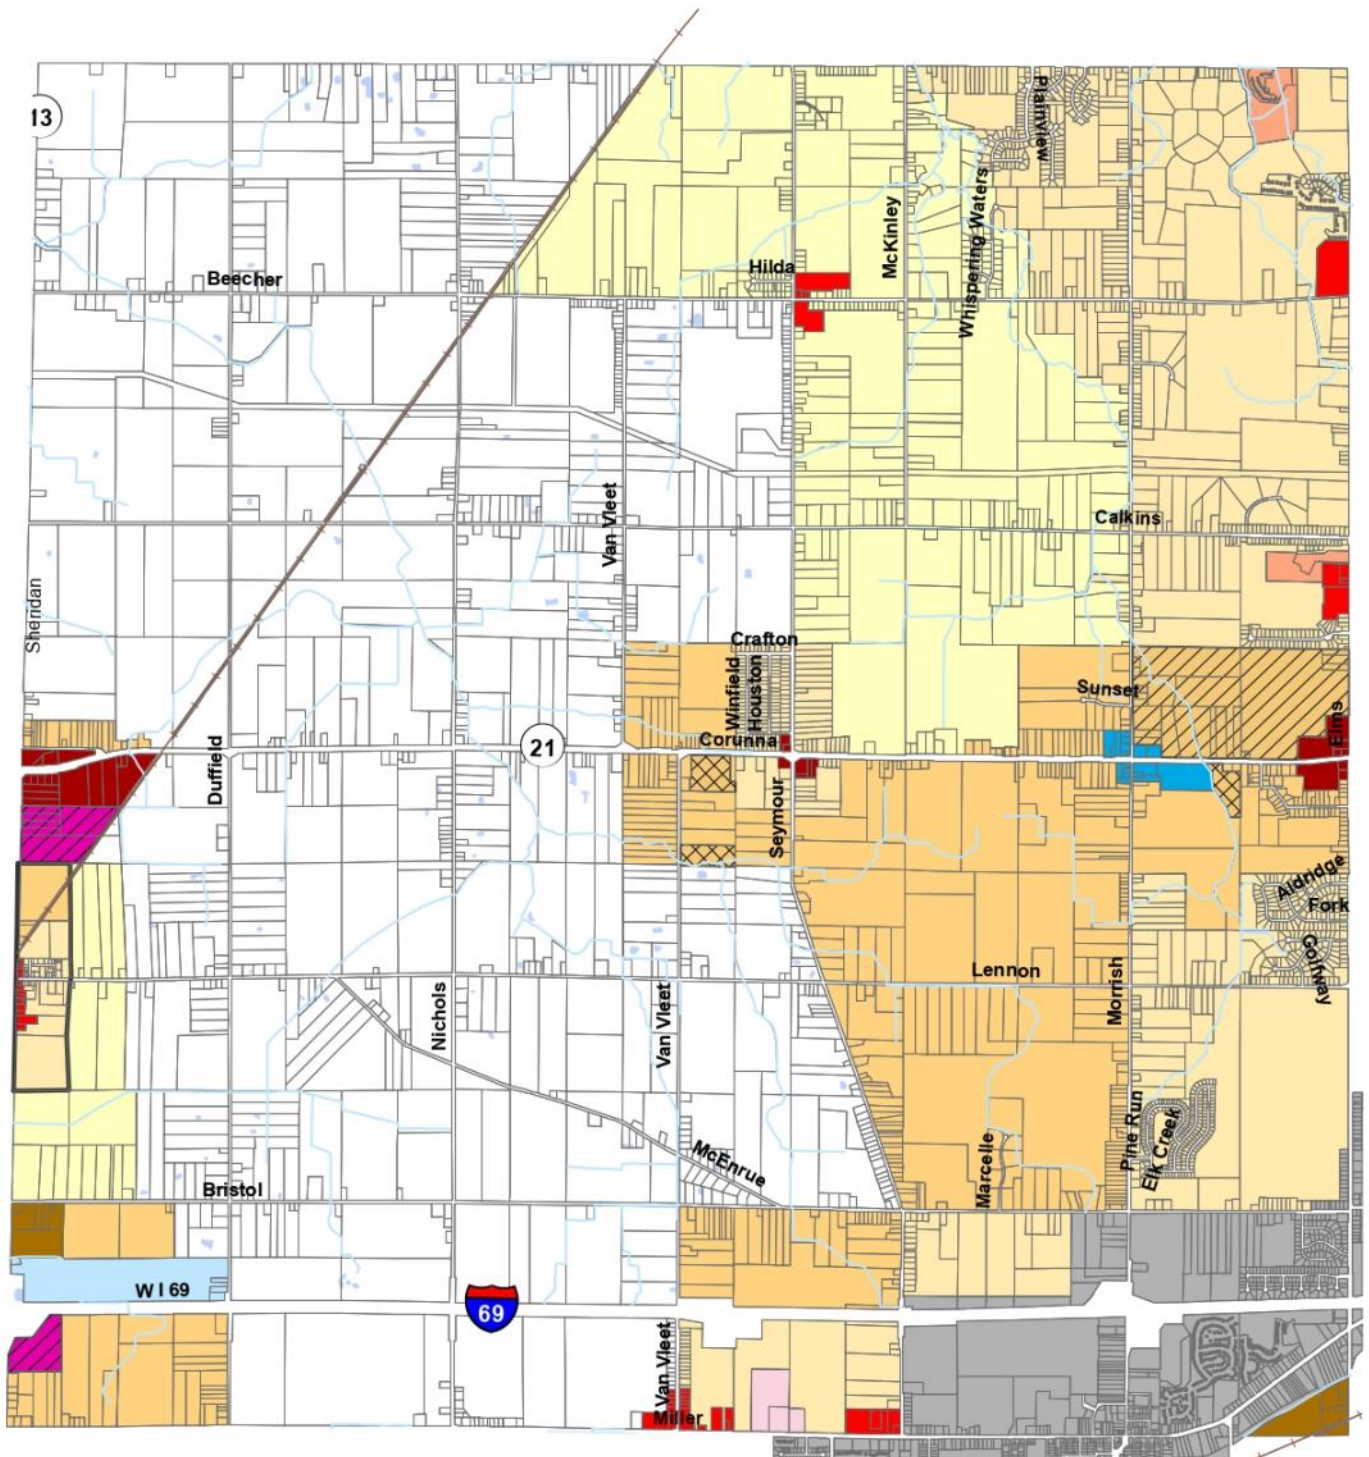 Plainview
13
McKinley
Whispering Waters
Hilda
Beecher
Calkins
Van Vleet
Sheridan
Crafton
Winfield
Houston
Sunset
Elms
Corunna
21
Duffield
Seymour
Aldridge
Fork
Golfway
Lennon
Morrish
Nichols
Van Vleet
Pine Run
Elk Creek
Marcelle
McEnrue
Bristol
W I 69
69
Van Vleet
Miller